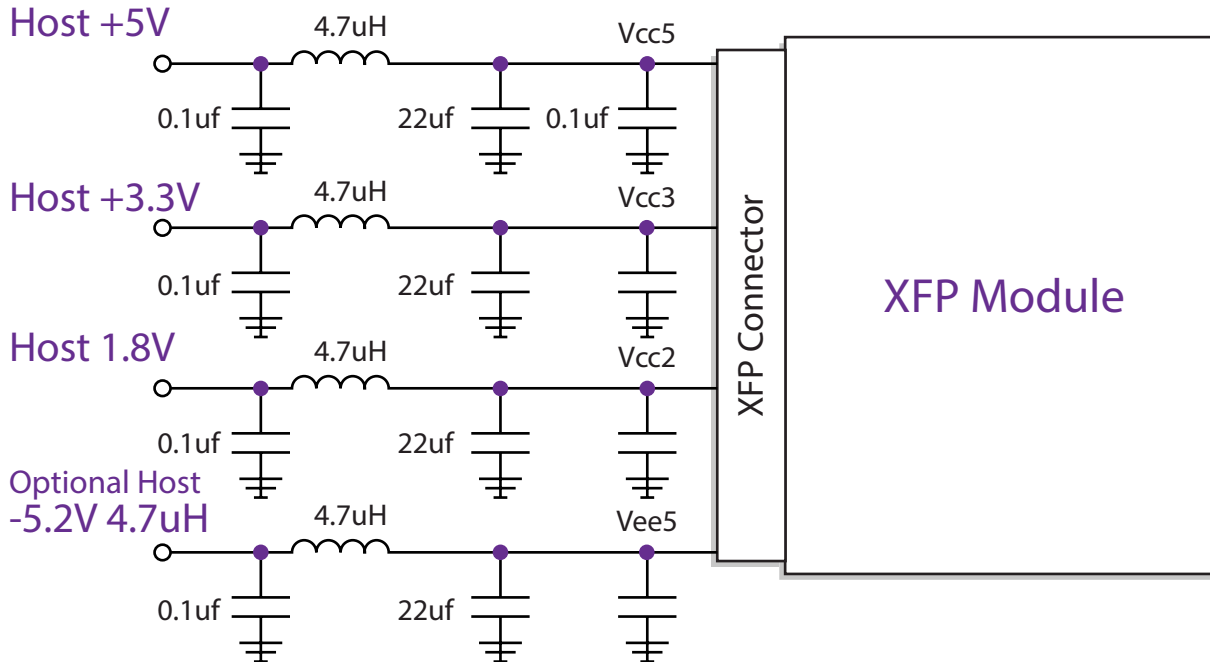 Host +5V
4.7uH
Vcc5
0.1uf
22uf
0.1uf
Host +3.3V
4.7uH
Vcc3
0.1uf
22uf
XFP Connector
XFP Module
Host 1.8V
4.7uH
Vcc2
0.1uf
22uf
Optional Host
-5.2V 4.7uH
4.7uH
Vee5
0.1uf
22uf